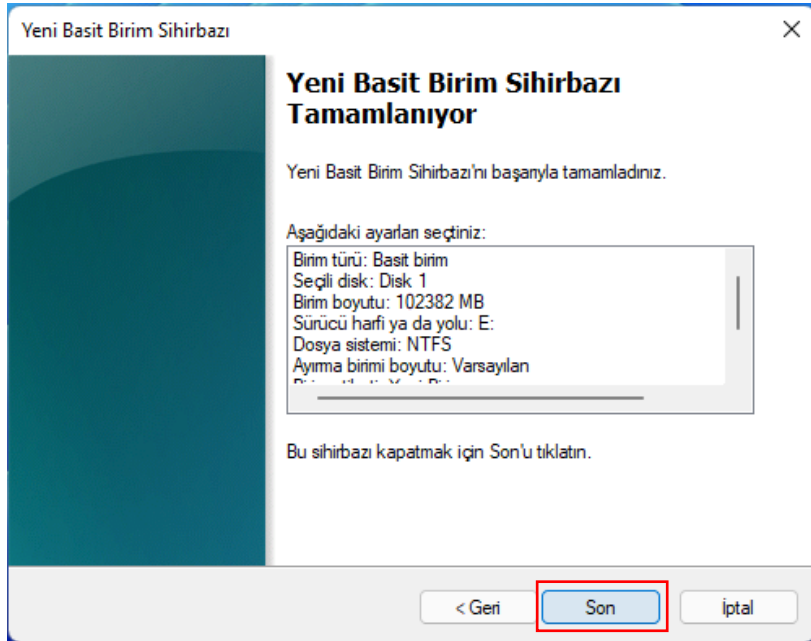 Yeni Basit Birim Sihirbazı
Yeni Basit Birim Sihirbazı
Tamamlanıyor
Yeni Basit Birim Sihirbazı'nı başarıyla tamamladınız.
Aşağıdaki ayarları seçtiniz:
Birim türü: Basit birim
Seçili disk: Disk 1
Birim boyutu: 102382 MB
Sürücü harfi ya da yolu: E:
Dosya sistemi: NTFS
Ayırma birimi boyutu: Varsayılan
Bu sihirbazı kapatmak için Son'u tıklatın.
< Geri
Son
İptal